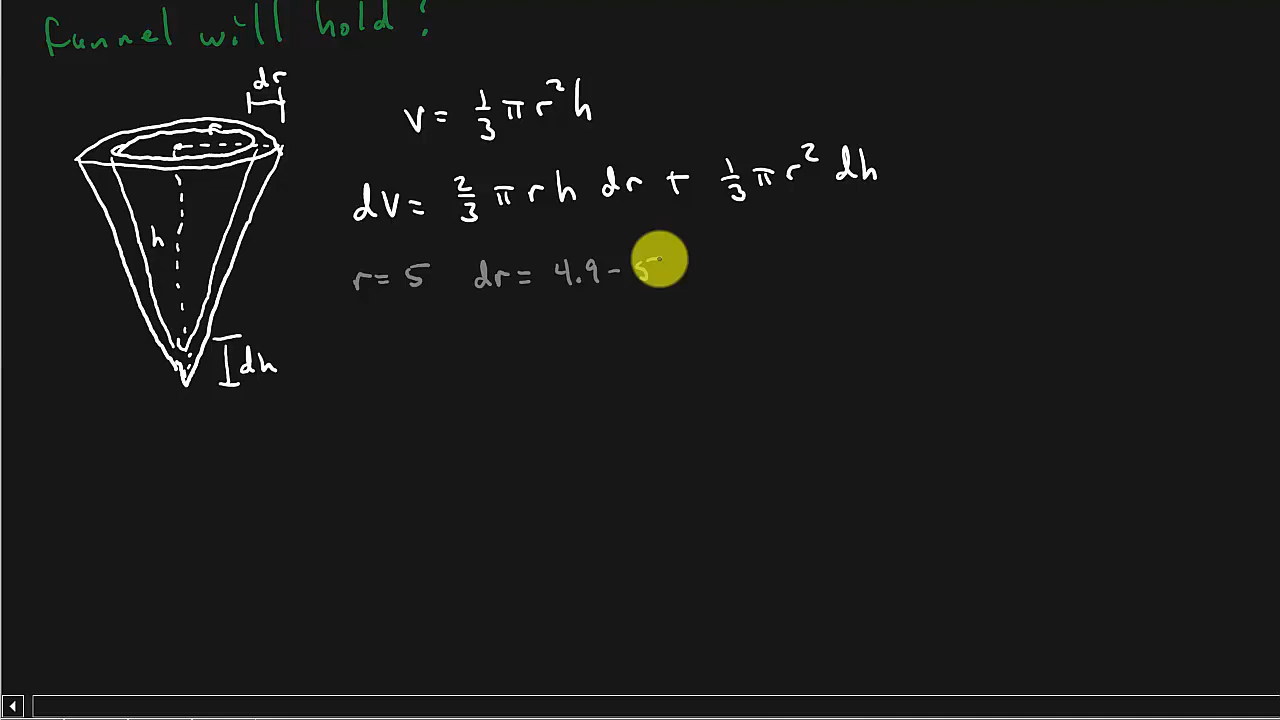 funnel will hold?
dr
r
h
dh
V = 1/3 π r² h
dV = 2/3 π r h dr + 1/3 π r² dh
r = 5 dr = 4.9 - 5